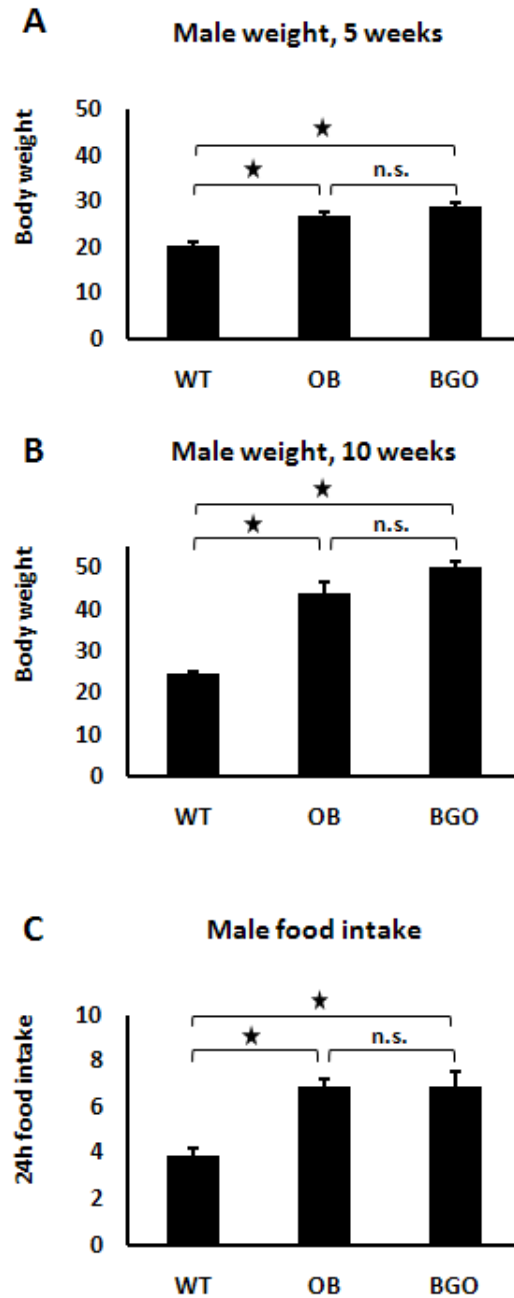 A
Male weight, 5 weeks
Body weight
50
40
30
20
10
0
★
★
n.s.
WT OB BGO
B
Male weight, 10 weeks
Body weight
50
40
30
20
10
0
★
★
n.s.
WT OB BGO
C
Male food intake
24h food intake
10
8
6
4
2
0
★
★
n.s.
WT OB BGO